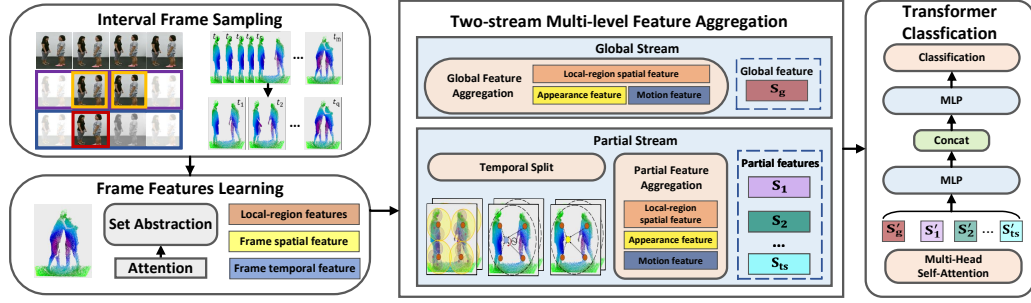 Interval Frame Sampling
t₁ t₂ t₃ t₄ t₅ ... tm
t₁ t₂ ... tq
Frame Features Learning
Set Abstraction
Attention
Local-region features
Frame spatial feature
Frame temporal feature
Two-stream Multi-level Feature Aggregation
Global Stream
Global Feature
Aggregation
Local-region spatial feature
Appearance feature
Motion feature
Global feature
Sg
Partial Stream
Temporal Split
Partial Feature
Aggregation
Local-region
spatial feature
Appearance feature
Motion feature
Partial features
S1
S2
...
Sts
Transformer
Classfication
Classification
MLP
Concat
MLP
S'g S'1 S'2 ... S'ts
Multi-Head
Self-Attention